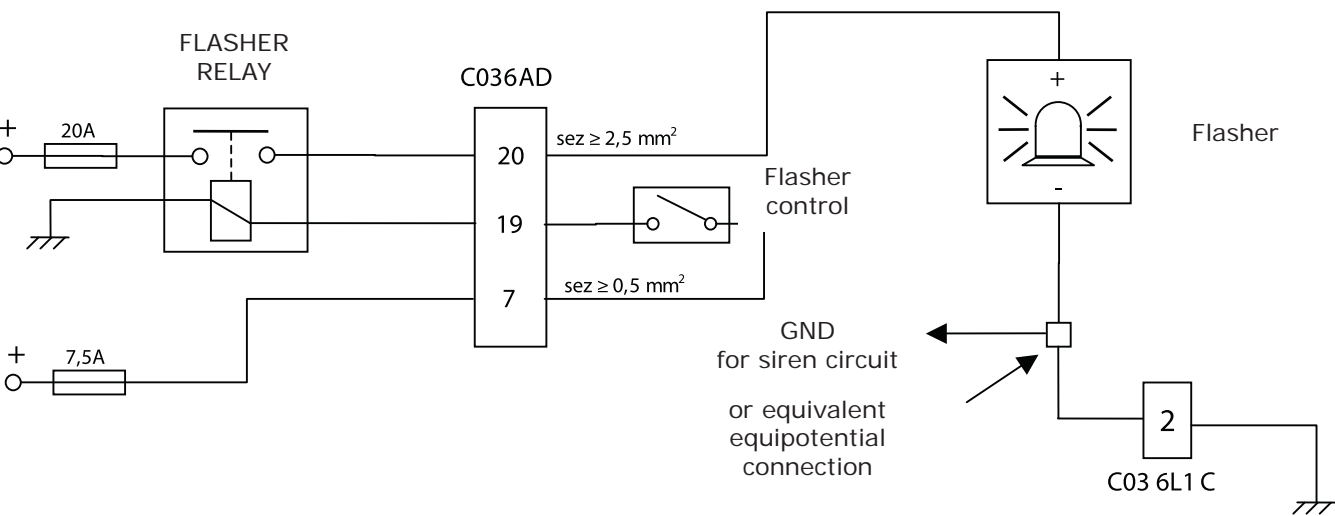 FLASHER
RELAY
C036AD
+
20A
+
7,5A
20
19
7
sez ≥ 2,5 mm²
sez ≥ 0,5 mm²
Flasher
control
+
-
Flasher
GND
for siren circuit
or equivalent
equipotential
connection
2
C03 6L1 C